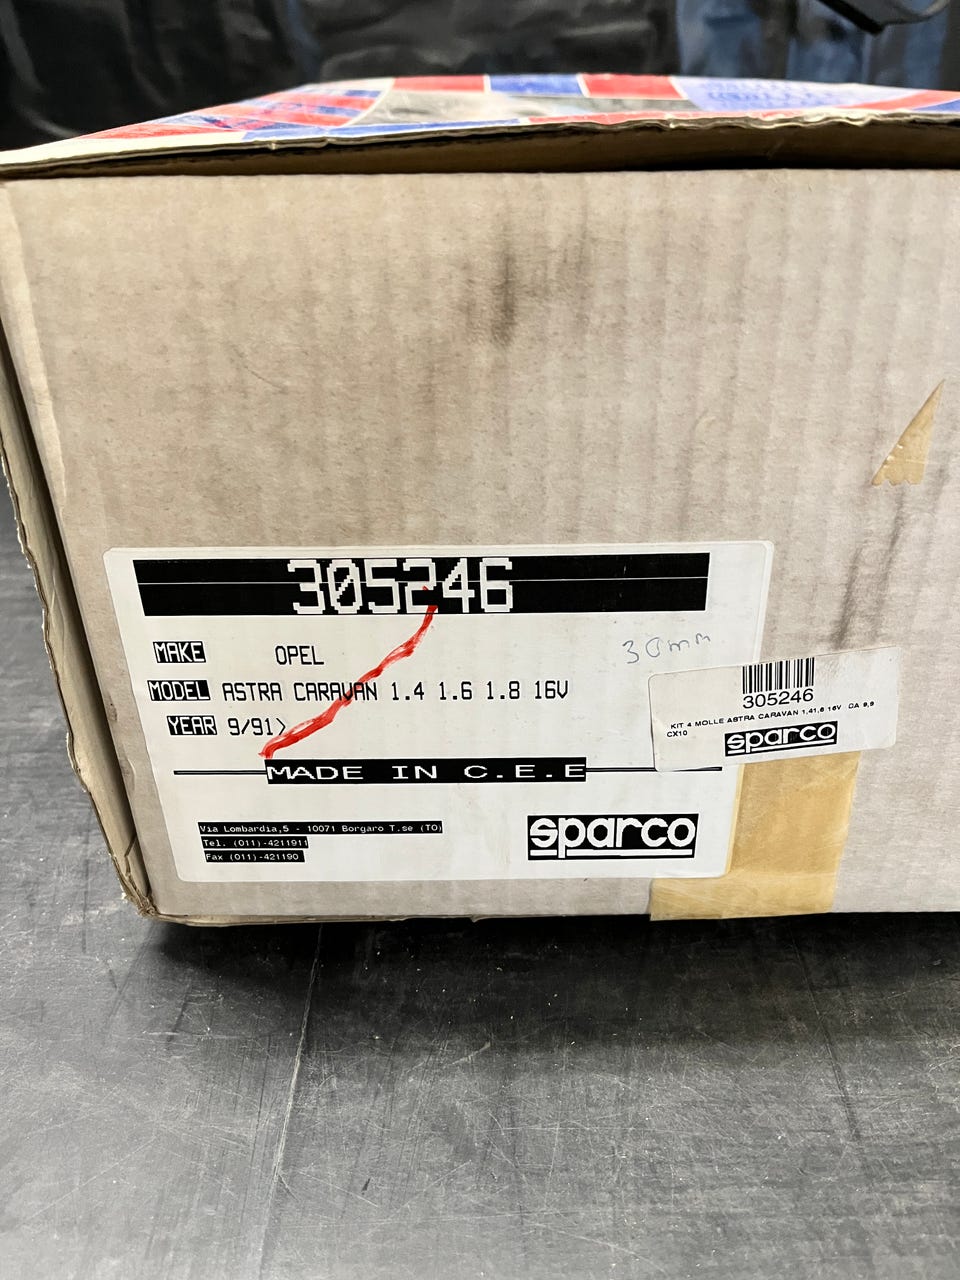 305246
MAKE OPEL
30mm
MODEL ASTRA CARAVAN 1.4 1.6 1.8 16V
YEAR 9/91>
MADE IN C.E.E
Via Lombardia,5 - 10071 Borgaro T.se (TO)
Tel. (011)-4211911
Fax (011)-421190
sparco
305246
KIT 4 MOLLE ASTRA CARAVAN 1,41,6 16V DA 9,9
CX10
sparco